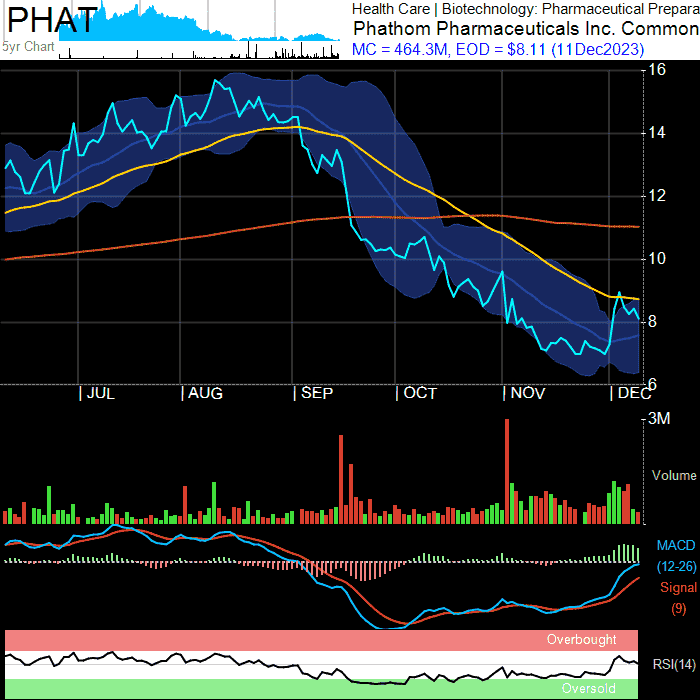 PHAT
5yr Chart
Health Care | Biotechnology: Pharmaceutical Prepara
Phathom Pharmaceuticals Inc. Common
MC = 464.3M, EOD = $8.11 (11Dec2023)
16
14
12
10
8
6
JUL
AUG
SEP
OCT
NOV
DEC
3M
Volume
MACD
(12-26)
Signal
(9)
Overbought
RSI(14)
Oversold